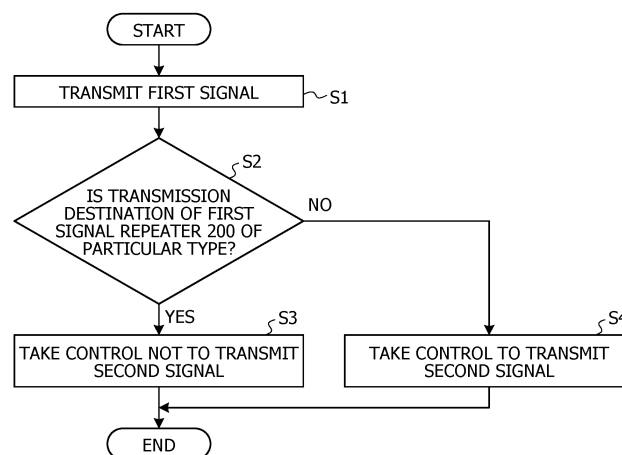 START
TRANSMIT FIRST SIGNAL
S1
S2
IS TRANSMISSION
DESTINATION OF FIRST
SIGNAL REPEATER 200 OF
PARTICULAR TYPE?
NO
YES
S3
TAKE CONTROL NOT TO TRANSMIT
SECOND SIGNAL
S4
TAKE CONTROL TO TRANSMIT
SECOND SIGNAL
END